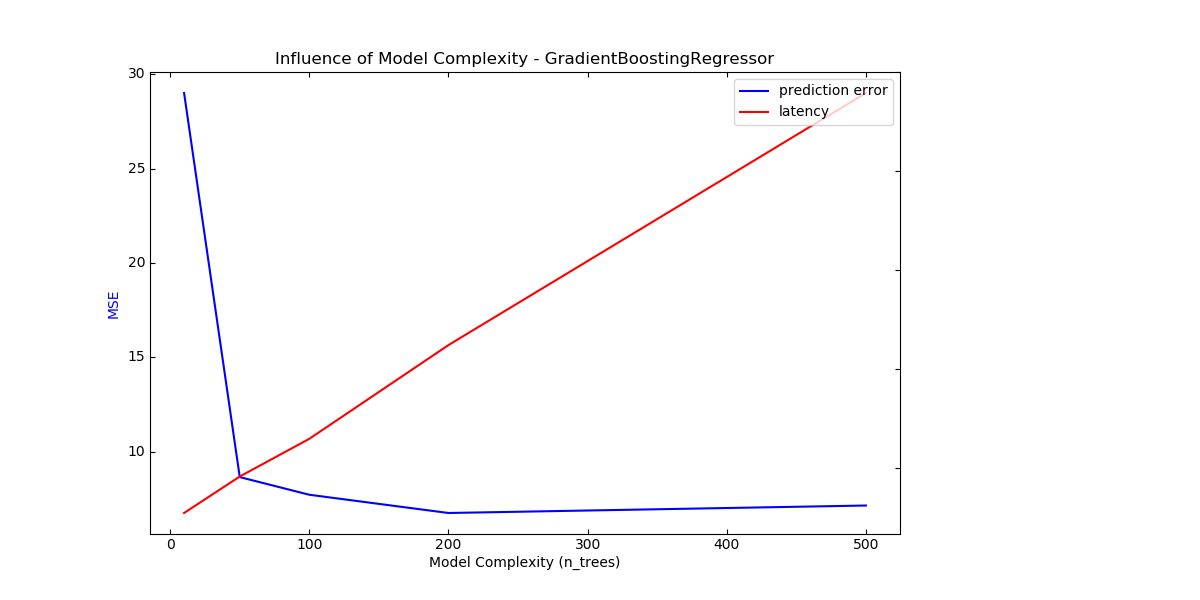 Influence of Model Complexity - GradientBoostingRegressor
prediction error
latency
30
25
20
15
10
MSE
0 100 200 300 400 500
Model Complexity (n_trees)